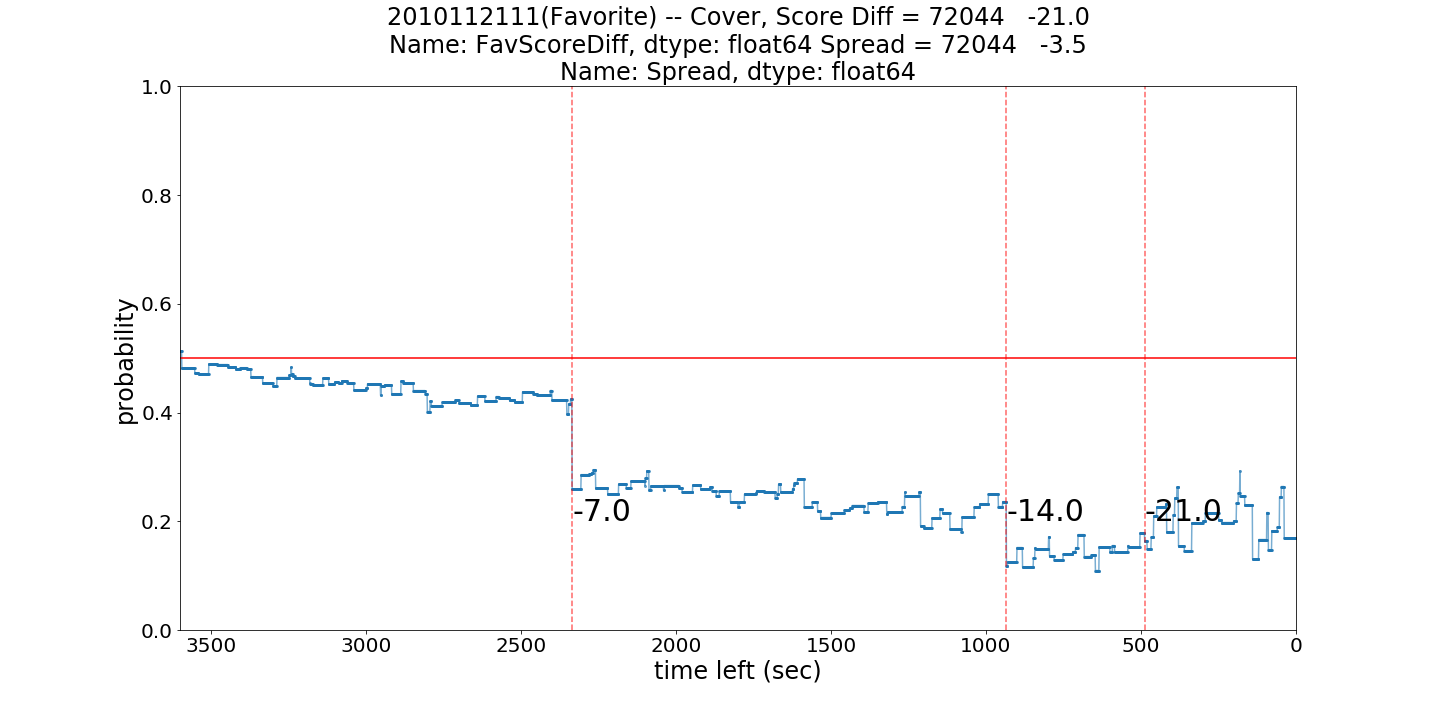 2010112111(Favorite) -- Cover, Score Diff = 72044   -21.0
Name: FavScoreDiff, dtype: float64 Spread = 72044   -3.5
Name: Spread, dtype: float64
1.0
0.8
0.6
0.4
0.2
0.0
probability
-7.0
-14.0
-21.0
3500 3000 2500 2000 1500 1000 500 0
time left (sec)